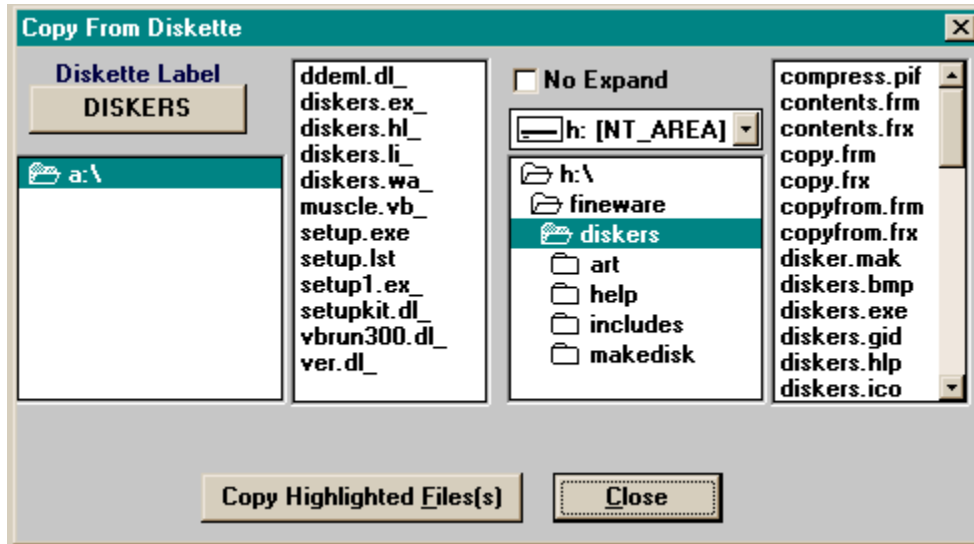 Copy From Diskette
Diskette Label
DISKERS
a:\
ddeml.dl_
diskers.ex_
diskers.hl_
diskers.li_
diskers.wa_
muscle.vb_
setup.exe
setup.lst
setup1.ex_
setupkit.dl_
vbrun300.dl_
ver.dl_
No Expand
h: [NT_AREA]
h:\
fineware
diskers
art
help
includes
makedisk
compress.pif
contents.frm
contents.frx
copy.frm
copy.frx
copyfrom.frm
copyfrom.frx
disker.mak
diskers.bmp
diskers.exe
diskers.gid
diskers.hlp
diskers.ico
Copy Highlighted Files(s)
Close